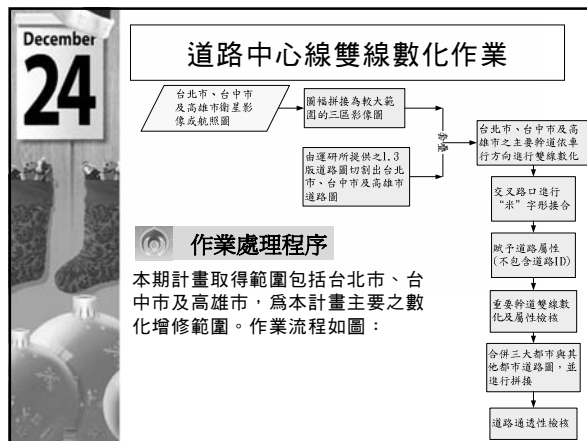 December
24
道路中心線雙線數化作業
台北市、台中市
及高雄市衛星影
像或航照圖
圖幅拼接為較大範
圍的三區影像圖
由運研所提供之1.3
版道路圖切割出台北
市、台中市及高雄市
道路圖
套疊
台北市、台中市及高
雄市之主要幹道依車
行方向進行雙線數化
交叉路口進行
“米”字形接合
賦予道路屬性
(不包含道路ID)
重要幹道雙線數
化及屬性檢核
合併三大都市與其
他都市道路圖，並
進行拼接
道路通透性檢核
作業處理程序
本期計畫取得範圍包括台北市、台
中市及高雄市，爲本計畫主要之數
化增修範圍。作業流程如圖：